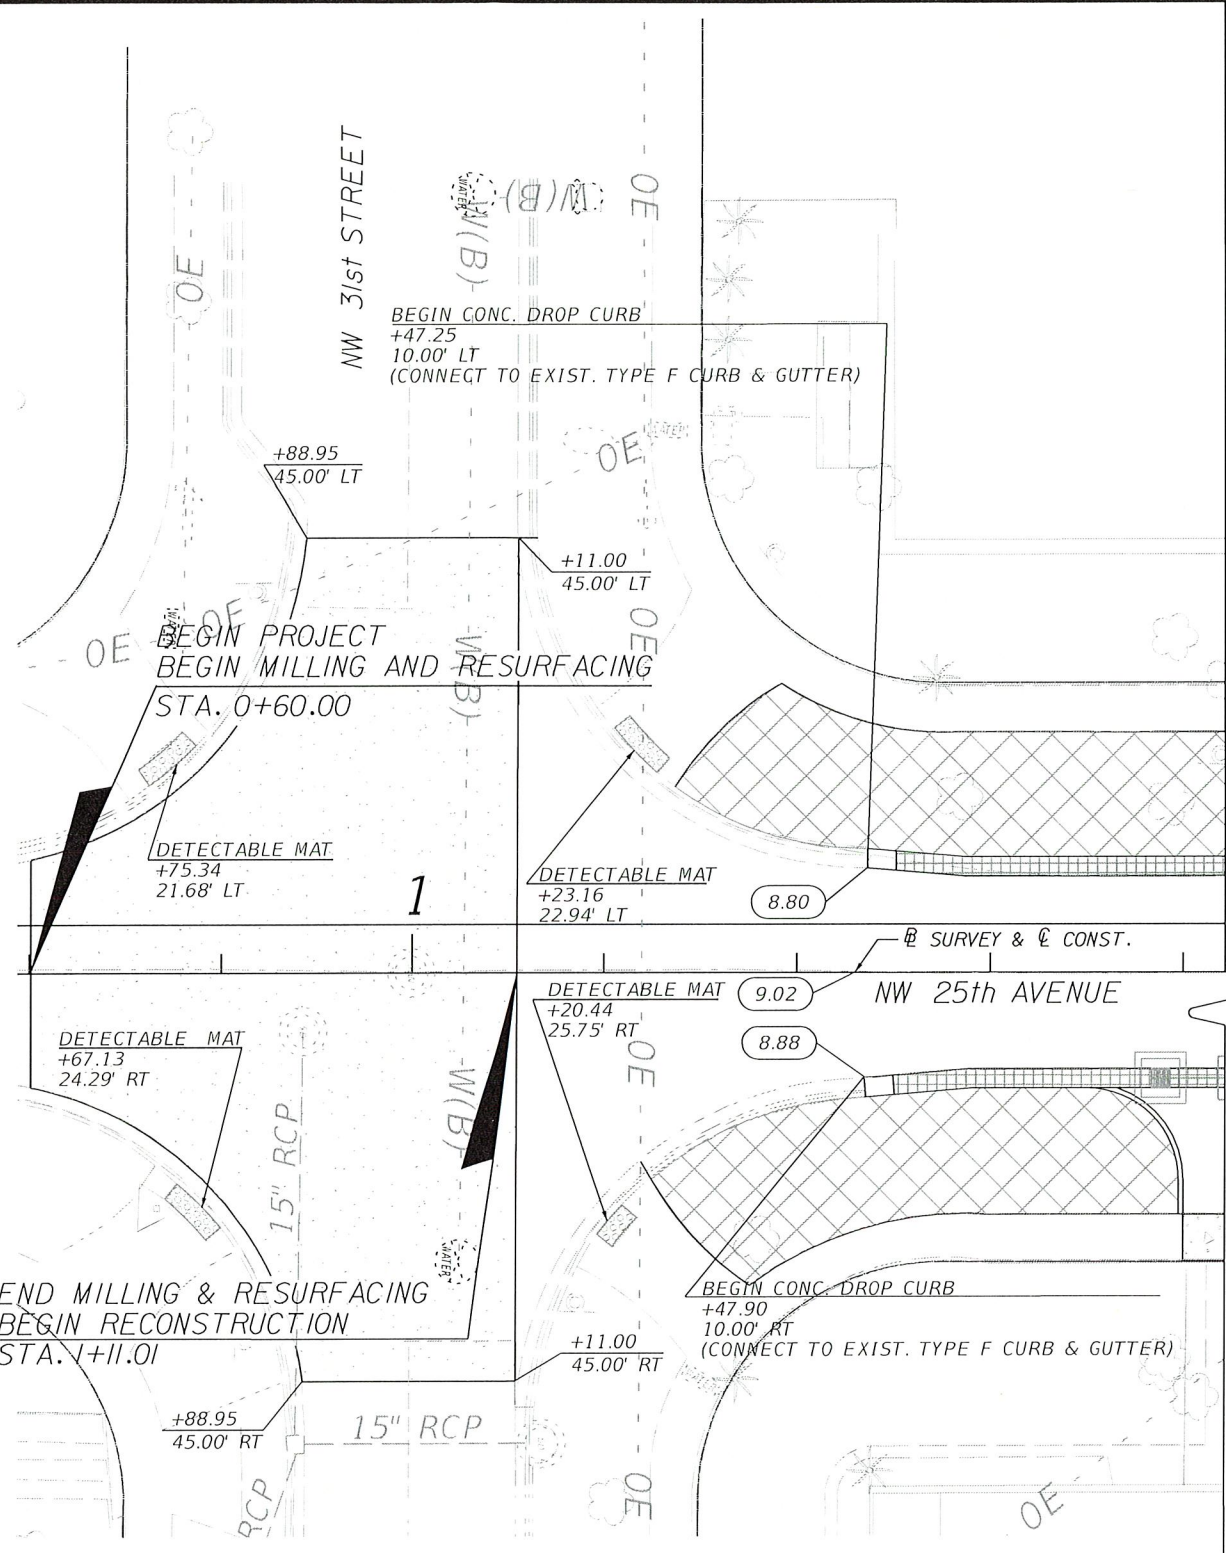 NW 31st STREET
WATER
W(B)
W(B)
OE
OE
BEGIN CONC. DROP CURB
+47.25
10.00' LT
(CONNECT TO EXIST. TYPE F CURB & GUTTER)
OE
WATER
+88.95
45.00' LT
+11.00
45.00' LT
OE
OE
OE
WATER
BEGIN PROJECT
BEGIN MILLING AND RESURFACING
STA. 0+60.00
W(B)
DETECTABLE MAT
+75.34
21.68' LT
1
DETECTABLE MAT
+23.16
22.94' LT
8.80
B SURVEY & ℄ CONST.
NW 25th AVENUE
9.02
DETECTABLE MAT
+20.44
25.75' RT
8.88
DETECTABLE MAT
+67.13
24.29' RT
OE
W(B)
15" RCP
WATER
END MILLING & RESURFACING
BEGIN RECONSTRUCTION
STA. 1+11.01
BEGIN CONC. DROP CURB
+47.90
10.00' RT
(CONNECT TO EXIST. TYPE F CURB & GUTTER)
+11.00
45.00' RT
+88.95
45.00' RT
15" RCP
RCP
OE
OE